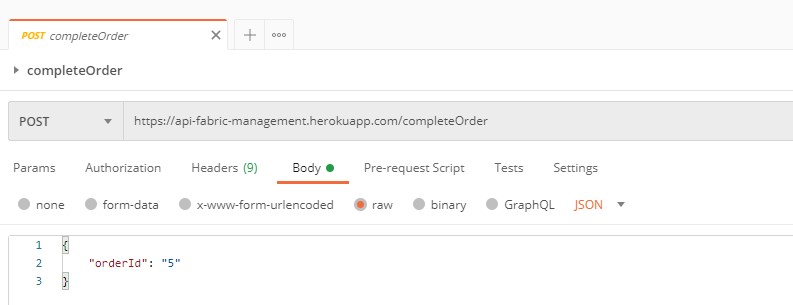 POST completeOrder
completeOrder
POST https://api-fabric-management.herokuapp.com/completeOrder
Params Authorization Headers (9) Body Pre-request Script Tests Settings
none form-data x-www-form-urlencoded raw binary GraphQL JSON
1 {
2 "orderId": "5"
3 }